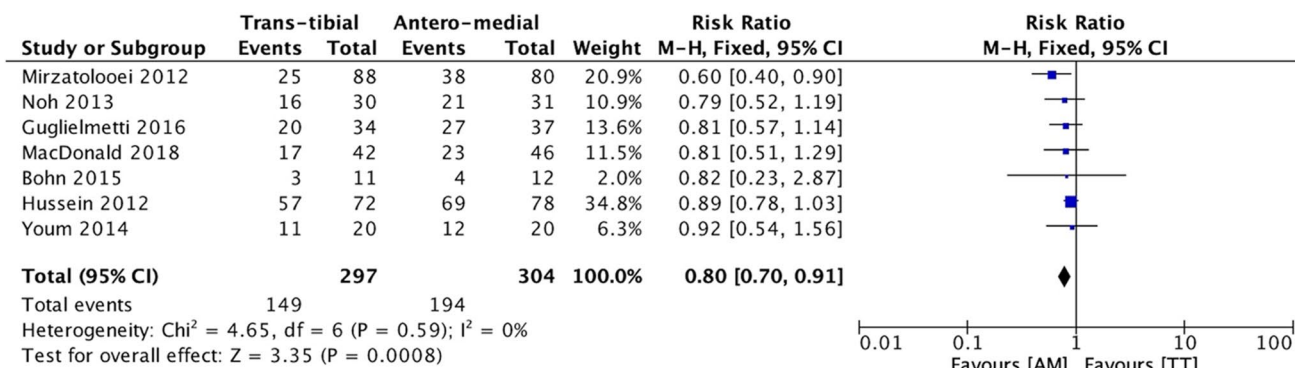 Trans-tibial Antero-medial Risk Ratio Risk Ratio
Study or Subgroup Events Total Events Total Weight M-H, Fixed, 95% CI M-H, Fixed, 95% CI
Mirzatolooei 2012 25 88 38 80 20.9% 0.60 [0.40, 0.90]
Noh 2013 16 30 21 31 10.9% 0.79 [0.52, 1.19]
Guglielmetti 2016 20 34 27 37 13.6% 0.81 [0.57, 1.14]
MacDonald 2018 17 42 23 46 11.5% 0.81 [0.51, 1.29]
Bohn 2015 3 11 4 12 2.0% 0.82 [0.23, 2.87]
Hussein 2012 57 72 69 78 34.8% 0.89 [0.78, 1.03]
Youm 2014 11 20 12 20 6.3% 0.92 [0.54, 1.56]
Total (95% CI) 297 304 100.0% 0.80 [0.70, 0.91]
Total events 149 194
Heterogeneity: Chi² = 4.65, df = 6 (P = 0.59); I² = 0%
Test for overall effect: Z = 3.35 (P = 0.0008)
0.01 0.1 1 10 100
Favours [AM] Favours [TT]